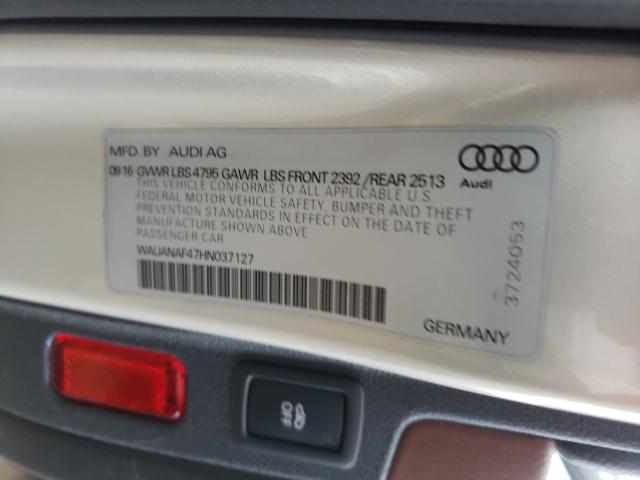 MFD. BY AUDI AG
09 16 GVWR LBS 4795 GAWR LBS FRONT 2392 / REAR 2513
THIS VEHICLE CONFORMS TO ALL APPLICABLE U S
FEDERAL MOTOR VEHICLE SAFETY, BUMPER AND THEFT
PREVENTION STANDARDS IN EFFECT ON THE DATE OF
MANUFACTURE SHOWN ABOVE
PASSENGER CAR
WAUANAF47HN037127
Audi
3724053
GERMANY